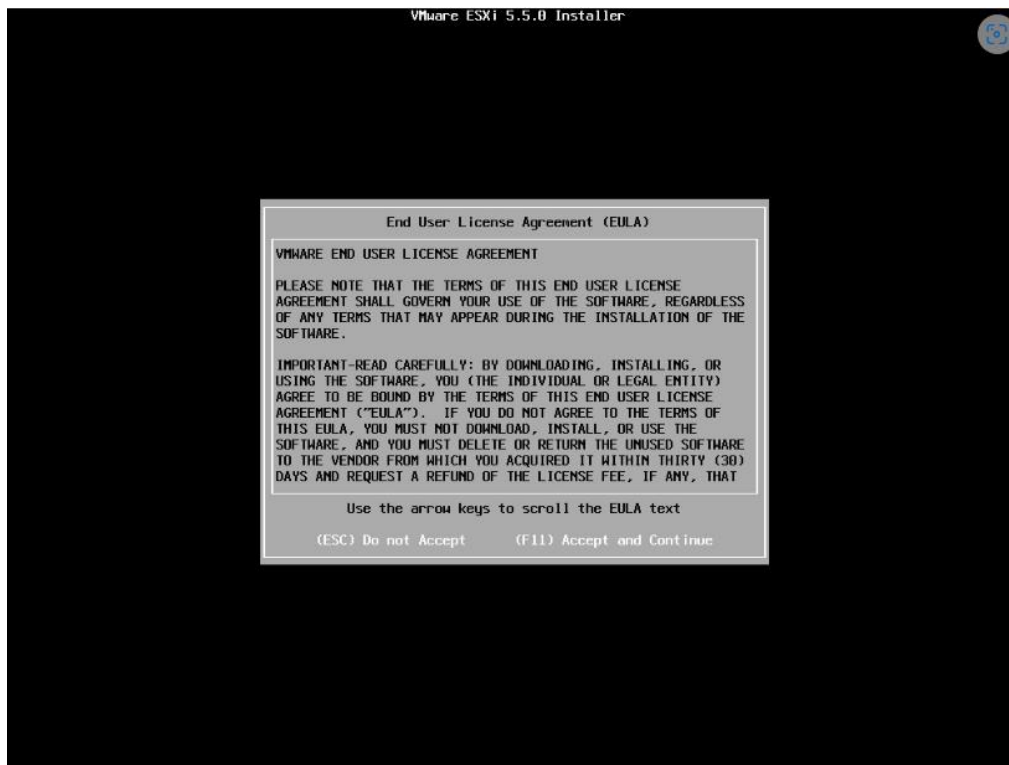 VMware ESXi 5.5.0 Installer
End User License Agreement (EULA)
VMWARE END USER LICENSE AGREEMENT
PLEASE NOTE THAT THE TERMS OF THIS END USER LICENSE
AGREEMENT SHALL GOVERN YOUR USE OF THE SOFTWARE, REGARDLESS
OF ANY TERMS THAT MAY APPEAR DURING THE INSTALLATION OF THE
SOFTWARE.
IMPORTANT-READ CAREFULLY: BY DOWNLOADING, INSTALLING, OR
USING THE SOFTWARE, YOU (THE INDIVIDUAL OR LEGAL ENTITY)
AGREE TO BE BOUND BY THE TERMS OF THIS END USER LICENSE
AGREEMENT ("EULA").  IF YOU DO NOT AGREE TO THE TERMS OF
THIS EULA, YOU MUST NOT DOWNLOAD, INSTALL, OR USE THE
SOFTWARE, AND YOU MUST DELETE OR RETURN THE UNUSED SOFTWARE
TO THE VENDOR FROM WHICH YOU ACQUIRED IT WITHIN THIRTY (30)
DAYS AND REQUEST A REFUND OF THE LICENSE FEE, IF ANY, THAT
Use the arrow keys to scroll the EULA text
(ESC) Do not Accept (F11) Accept and Continue